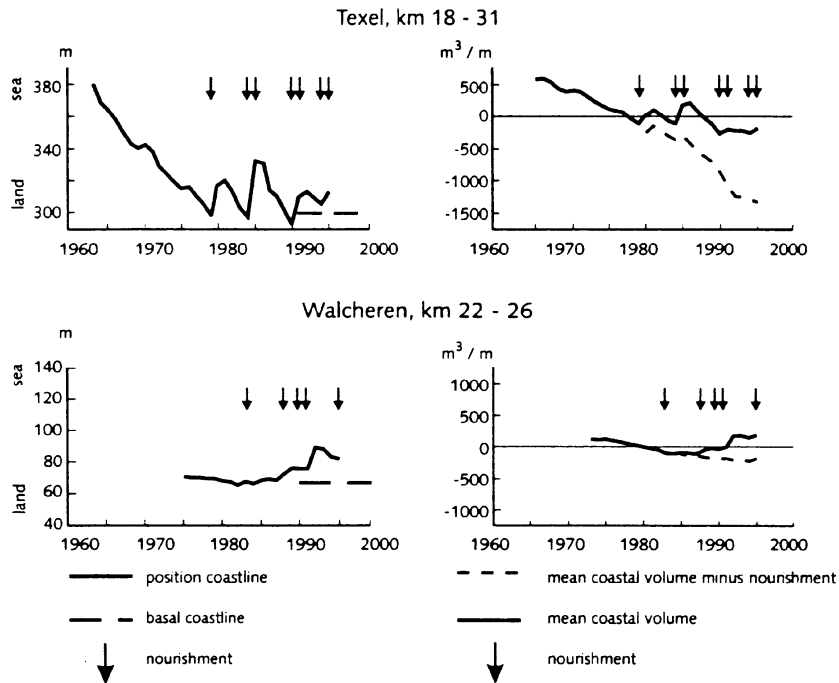 Texel, km 18 - 31
m
sea
land
380
340
300
1960 1970 1980 1990 2000
m³ / m
500
0
-500
-1000
-1500
1960 1970 1980 1990 2000
Walcheren, km 22 - 26
m
sea
land
140
120
100
80
60
40
1960 1970 1980 1990 2000
m³ / m
1000
500
0
-500
-1000
1960 1970 1980 1990 2000
position coastline
basal coastline
nourishment
mean coastal volume minus nourishment
mean coastal volume
nourishment